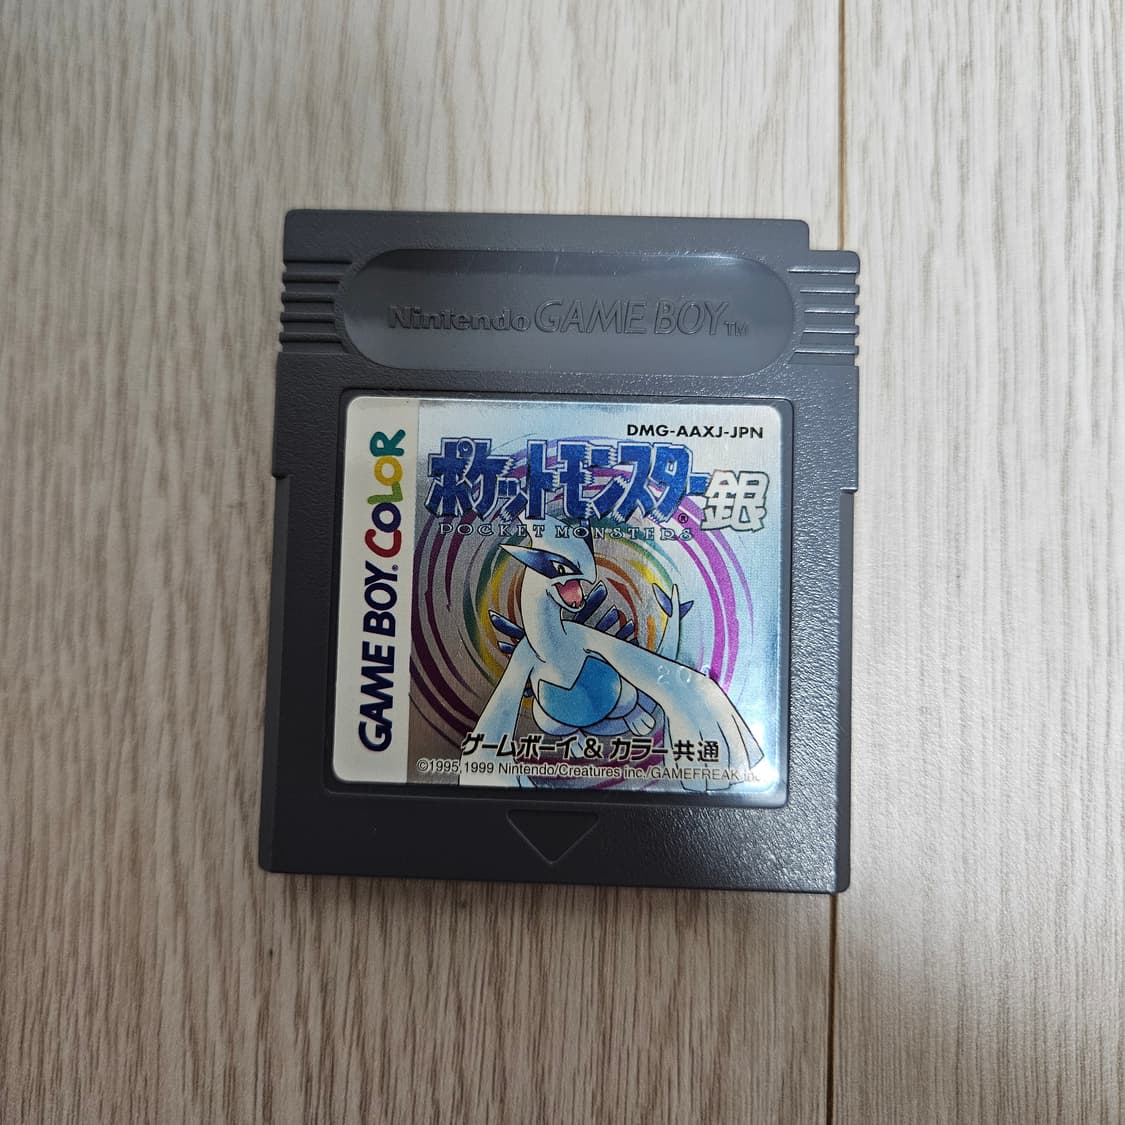 Nintendo GAME BOY TM
GAME BOY COLOR
DMG-AAXJ-JPN
ポケットモンスター銀
POCKET MONSTERS
ゲームボーイ & カラー共通
©1995,1999 Nintendo/Creatures inc./GAMEFREAK inc.